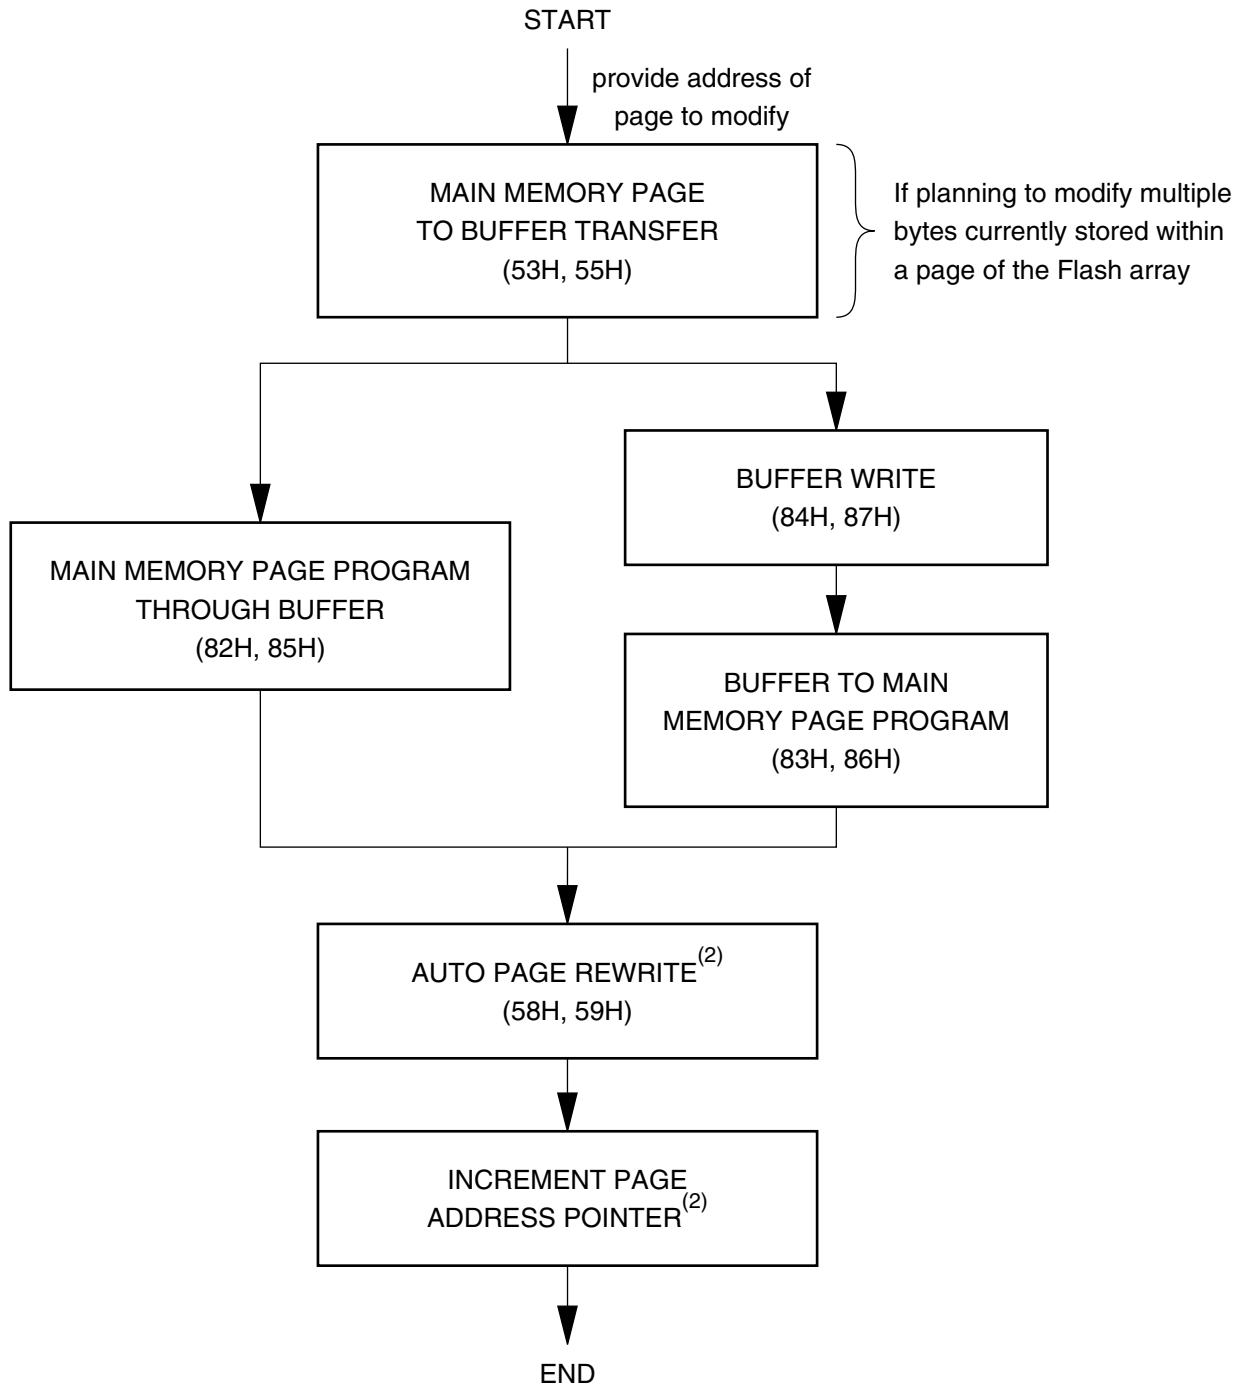 START
provide address of
page to modify
MAIN MEMORY PAGE
TO BUFFER TRANSFER
(53H, 55H)
If planning to modify multiple
bytes currently stored within
a page of the Flash array
BUFFER WRITE
(84H, 87H)
MAIN MEMORY PAGE PROGRAM
THROUGH BUFFER
(82H, 85H)
BUFFER TO MAIN
MEMORY PAGE PROGRAM
(83H, 86H)
AUTO PAGE REWRITE(2)
(58H, 59H)
INCREMENT PAGE
ADDRESS POINTER(2)
END